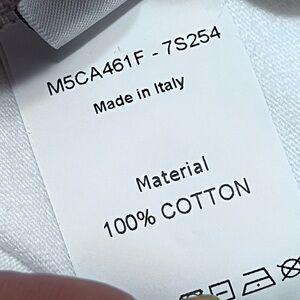 M5CA461F - 7S254
Made in Italy
Material
100% COTTON